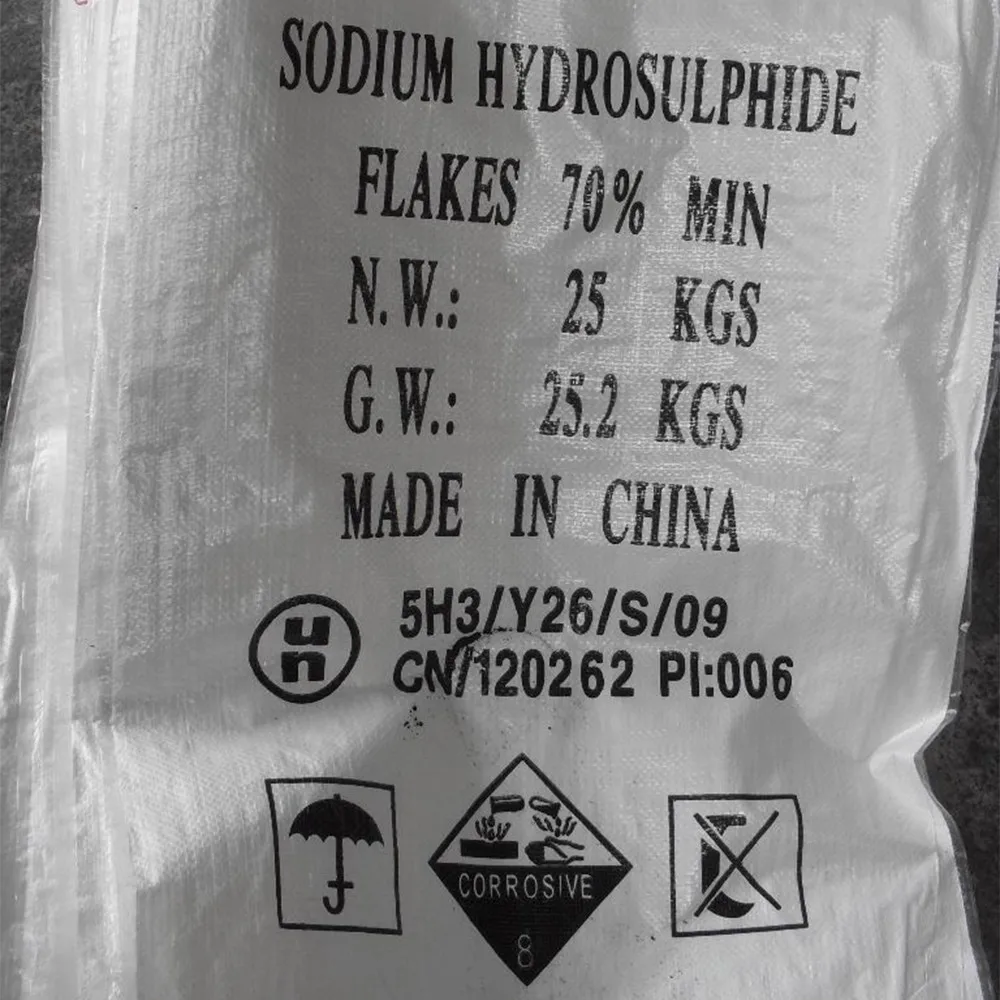 SODIUM HYDROSULPHIDE
FLAKES 70% MIN
N.W.: 25 KGS
G.W.: 25.2 KGS
MADE IN CHINA
un
5H3/Y26/S/09
CN/120262 PI:006
CORROSIVE
8